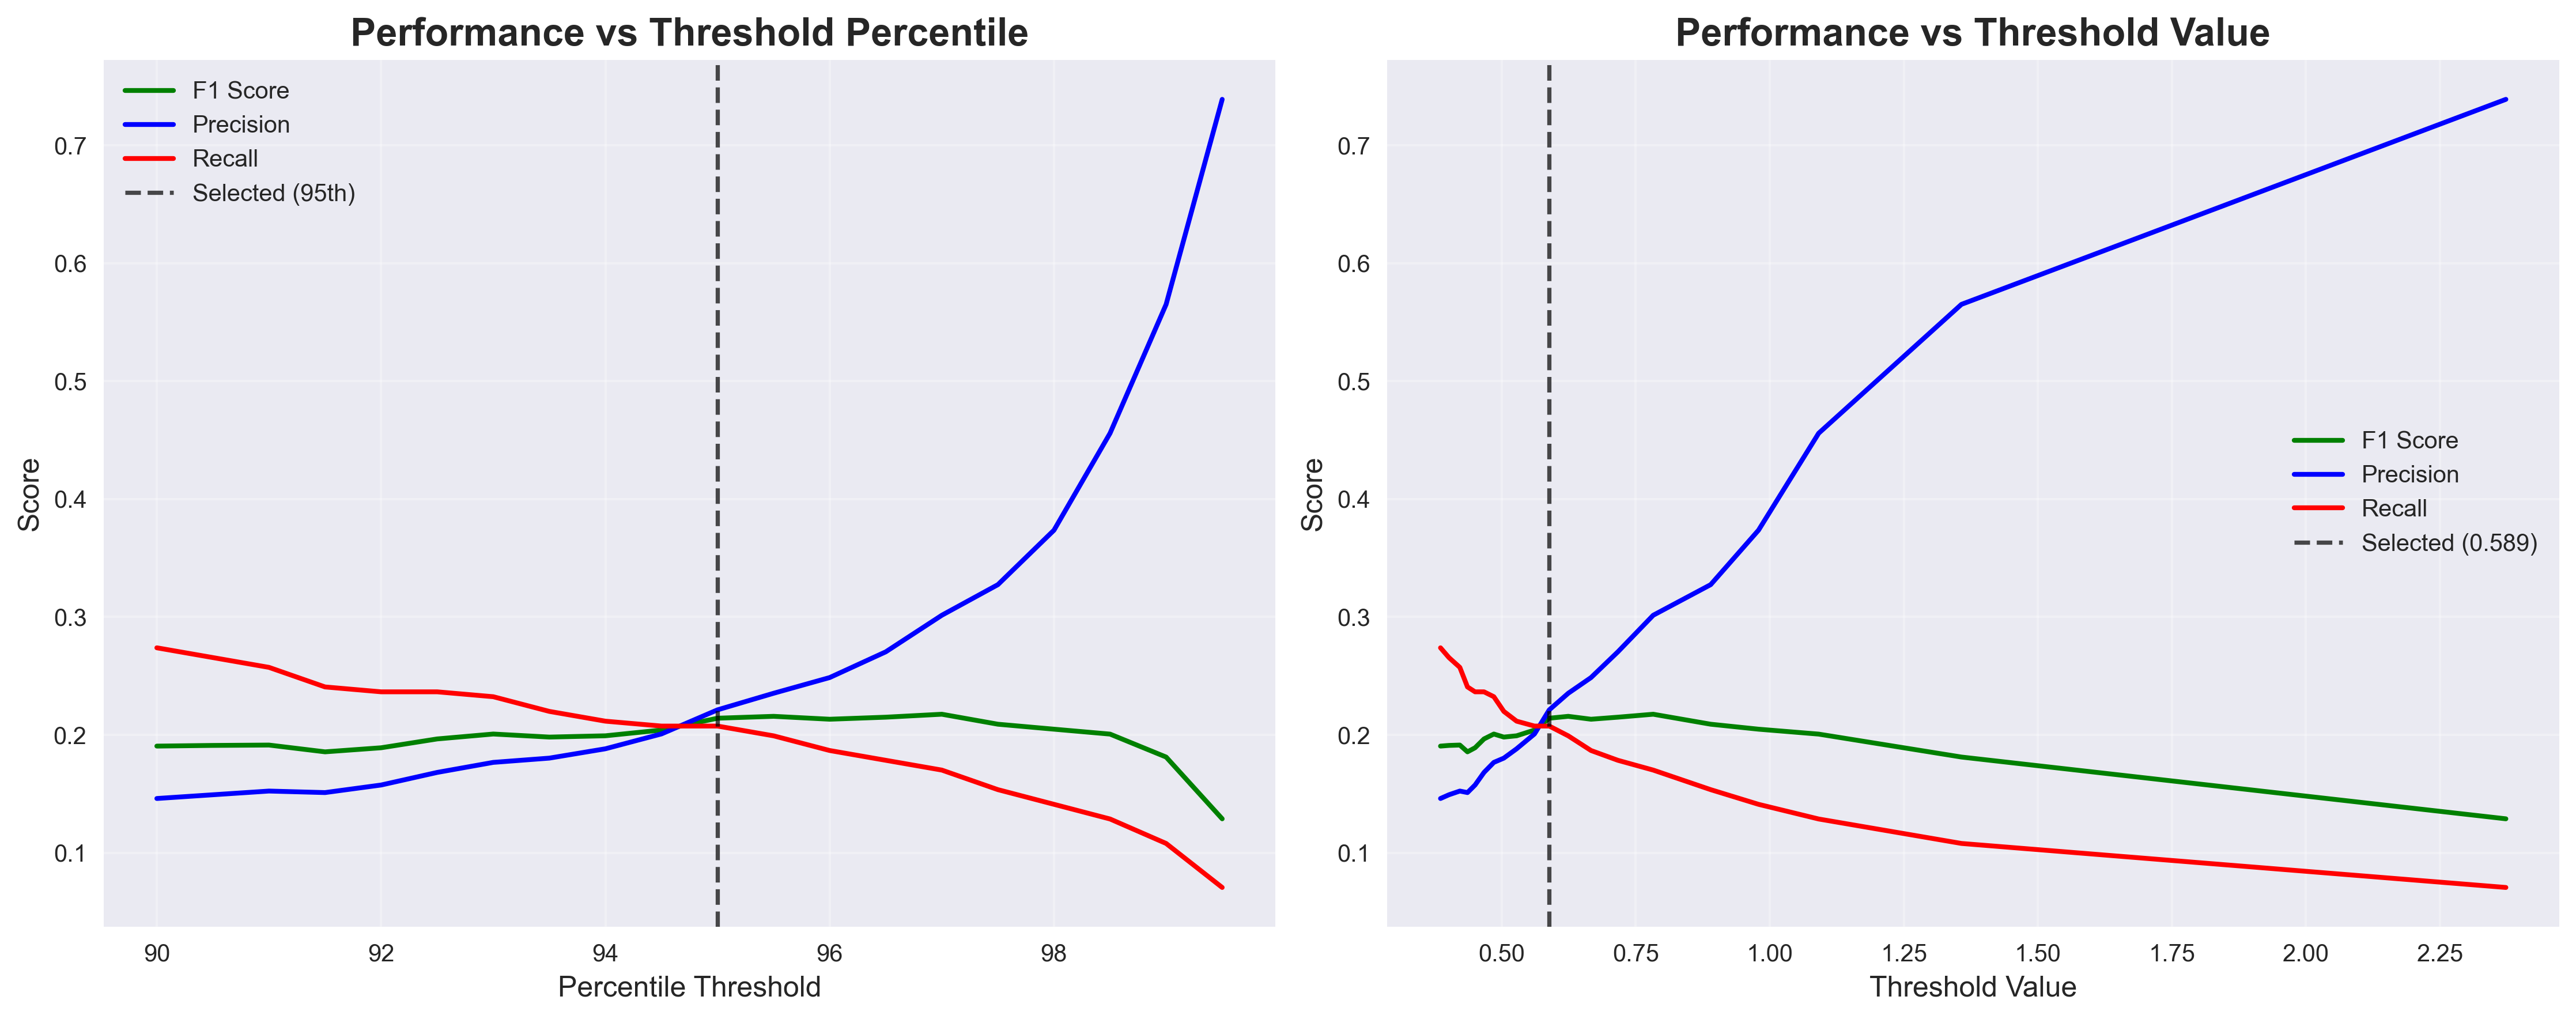 Performance vs Threshold Percentile
F1 Score
Precision
Recall
Selected (95th)
0.7
0.6
0.5
0.4
0.3
0.2
0.1
Score
90 92 94 96 98
Percentile Threshold
Performance vs Threshold Value
0.7
0.6
0.5
0.4
0.3
0.2
0.1
Score
F1 Score
Precision
Recall
Selected (0.589)
0.50 0.75 1.00 1.25 1.50 1.75 2.00 2.25
Threshold Value